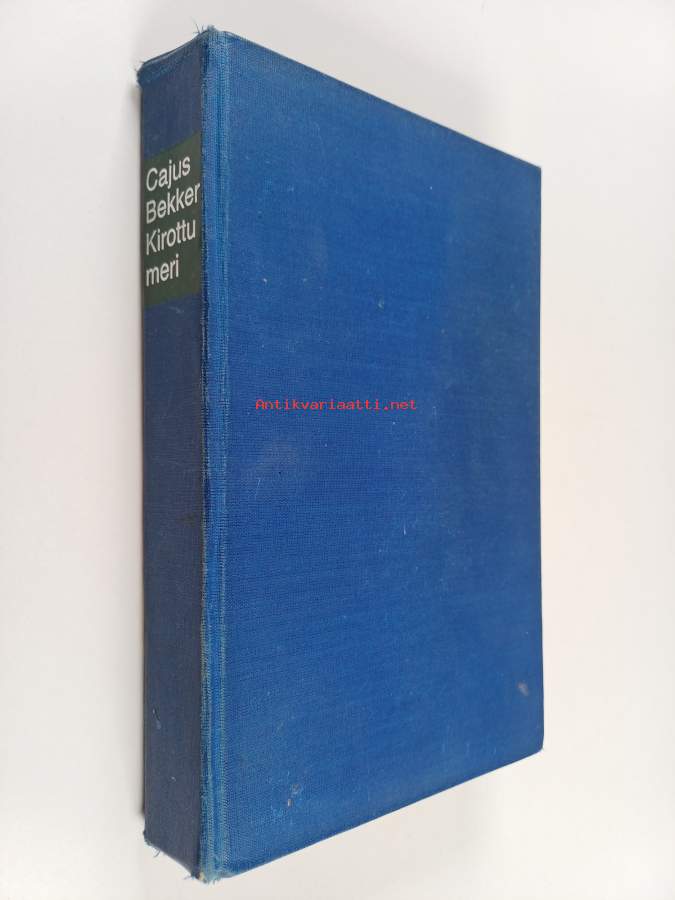 Cajus
Bekker
Kirottu
meri
Antikvariaatti.net